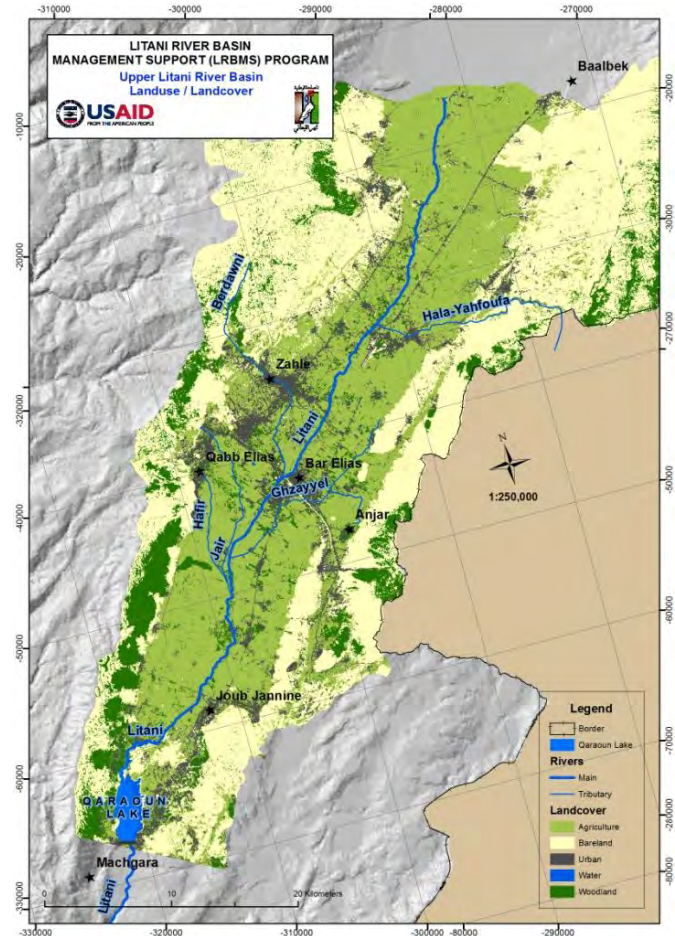 -310000
-300000
-290000
-280000
-270000
LITANI RIVER BASIN
MANAGEMENT SUPPORT (LRBMS) PROGRAM
Upper Litani River Basin
Landuse / Landcover
USAID
FROM THE AMERICAN PEOPLE
Baalbek
-20000
-10000
-30000
-20000
Berdawni
Hala-Yahfoufa
-270000
Zahle
-320000
Litani
Qabb Elias
Bar Elias
Ghzayyel
N
1:250,000
-50000
-40000
Hafir
Jair
Anjar
-60000
-50000
Joub Jannine
Litani
-70000
-60000
QARAOUN
LAKE
Legend
Border
Qaraoun Lake
Rivers
Main
Tributary
Landcover
Agriculture
Bareland
Urban
Water
Woodland
-280000
-80000
Machgara
Litani
-330000
0 10 20 Kilometers
-330000
-320000
-310000
-300000
-80000
-290000